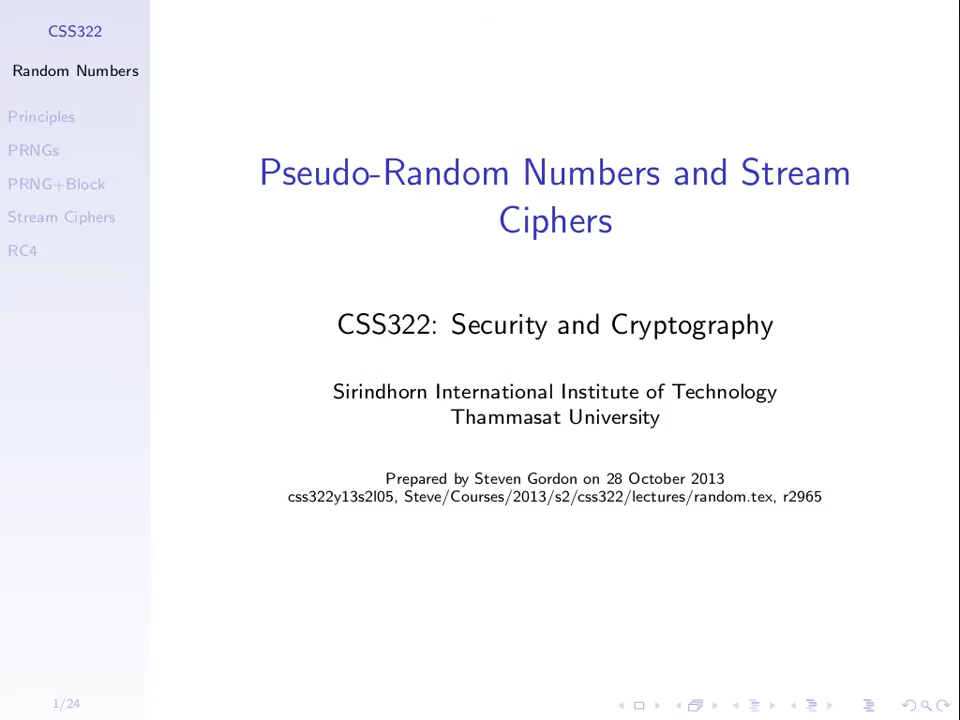 CSS322
Random Numbers
Principles
PRNGs
PRNG+Block
Stream Ciphers
RC4
Pseudo-Random Numbers and Stream
Ciphers
CSS322: Security and Cryptography
Sirindhorn International Institute of Technology
Thammasat University
Prepared by Steven Gordon on 28 October 2013
css322y13s2l05, Steve/Courses/2013/s2/css322/lectures/random.tex, r2965
1/24